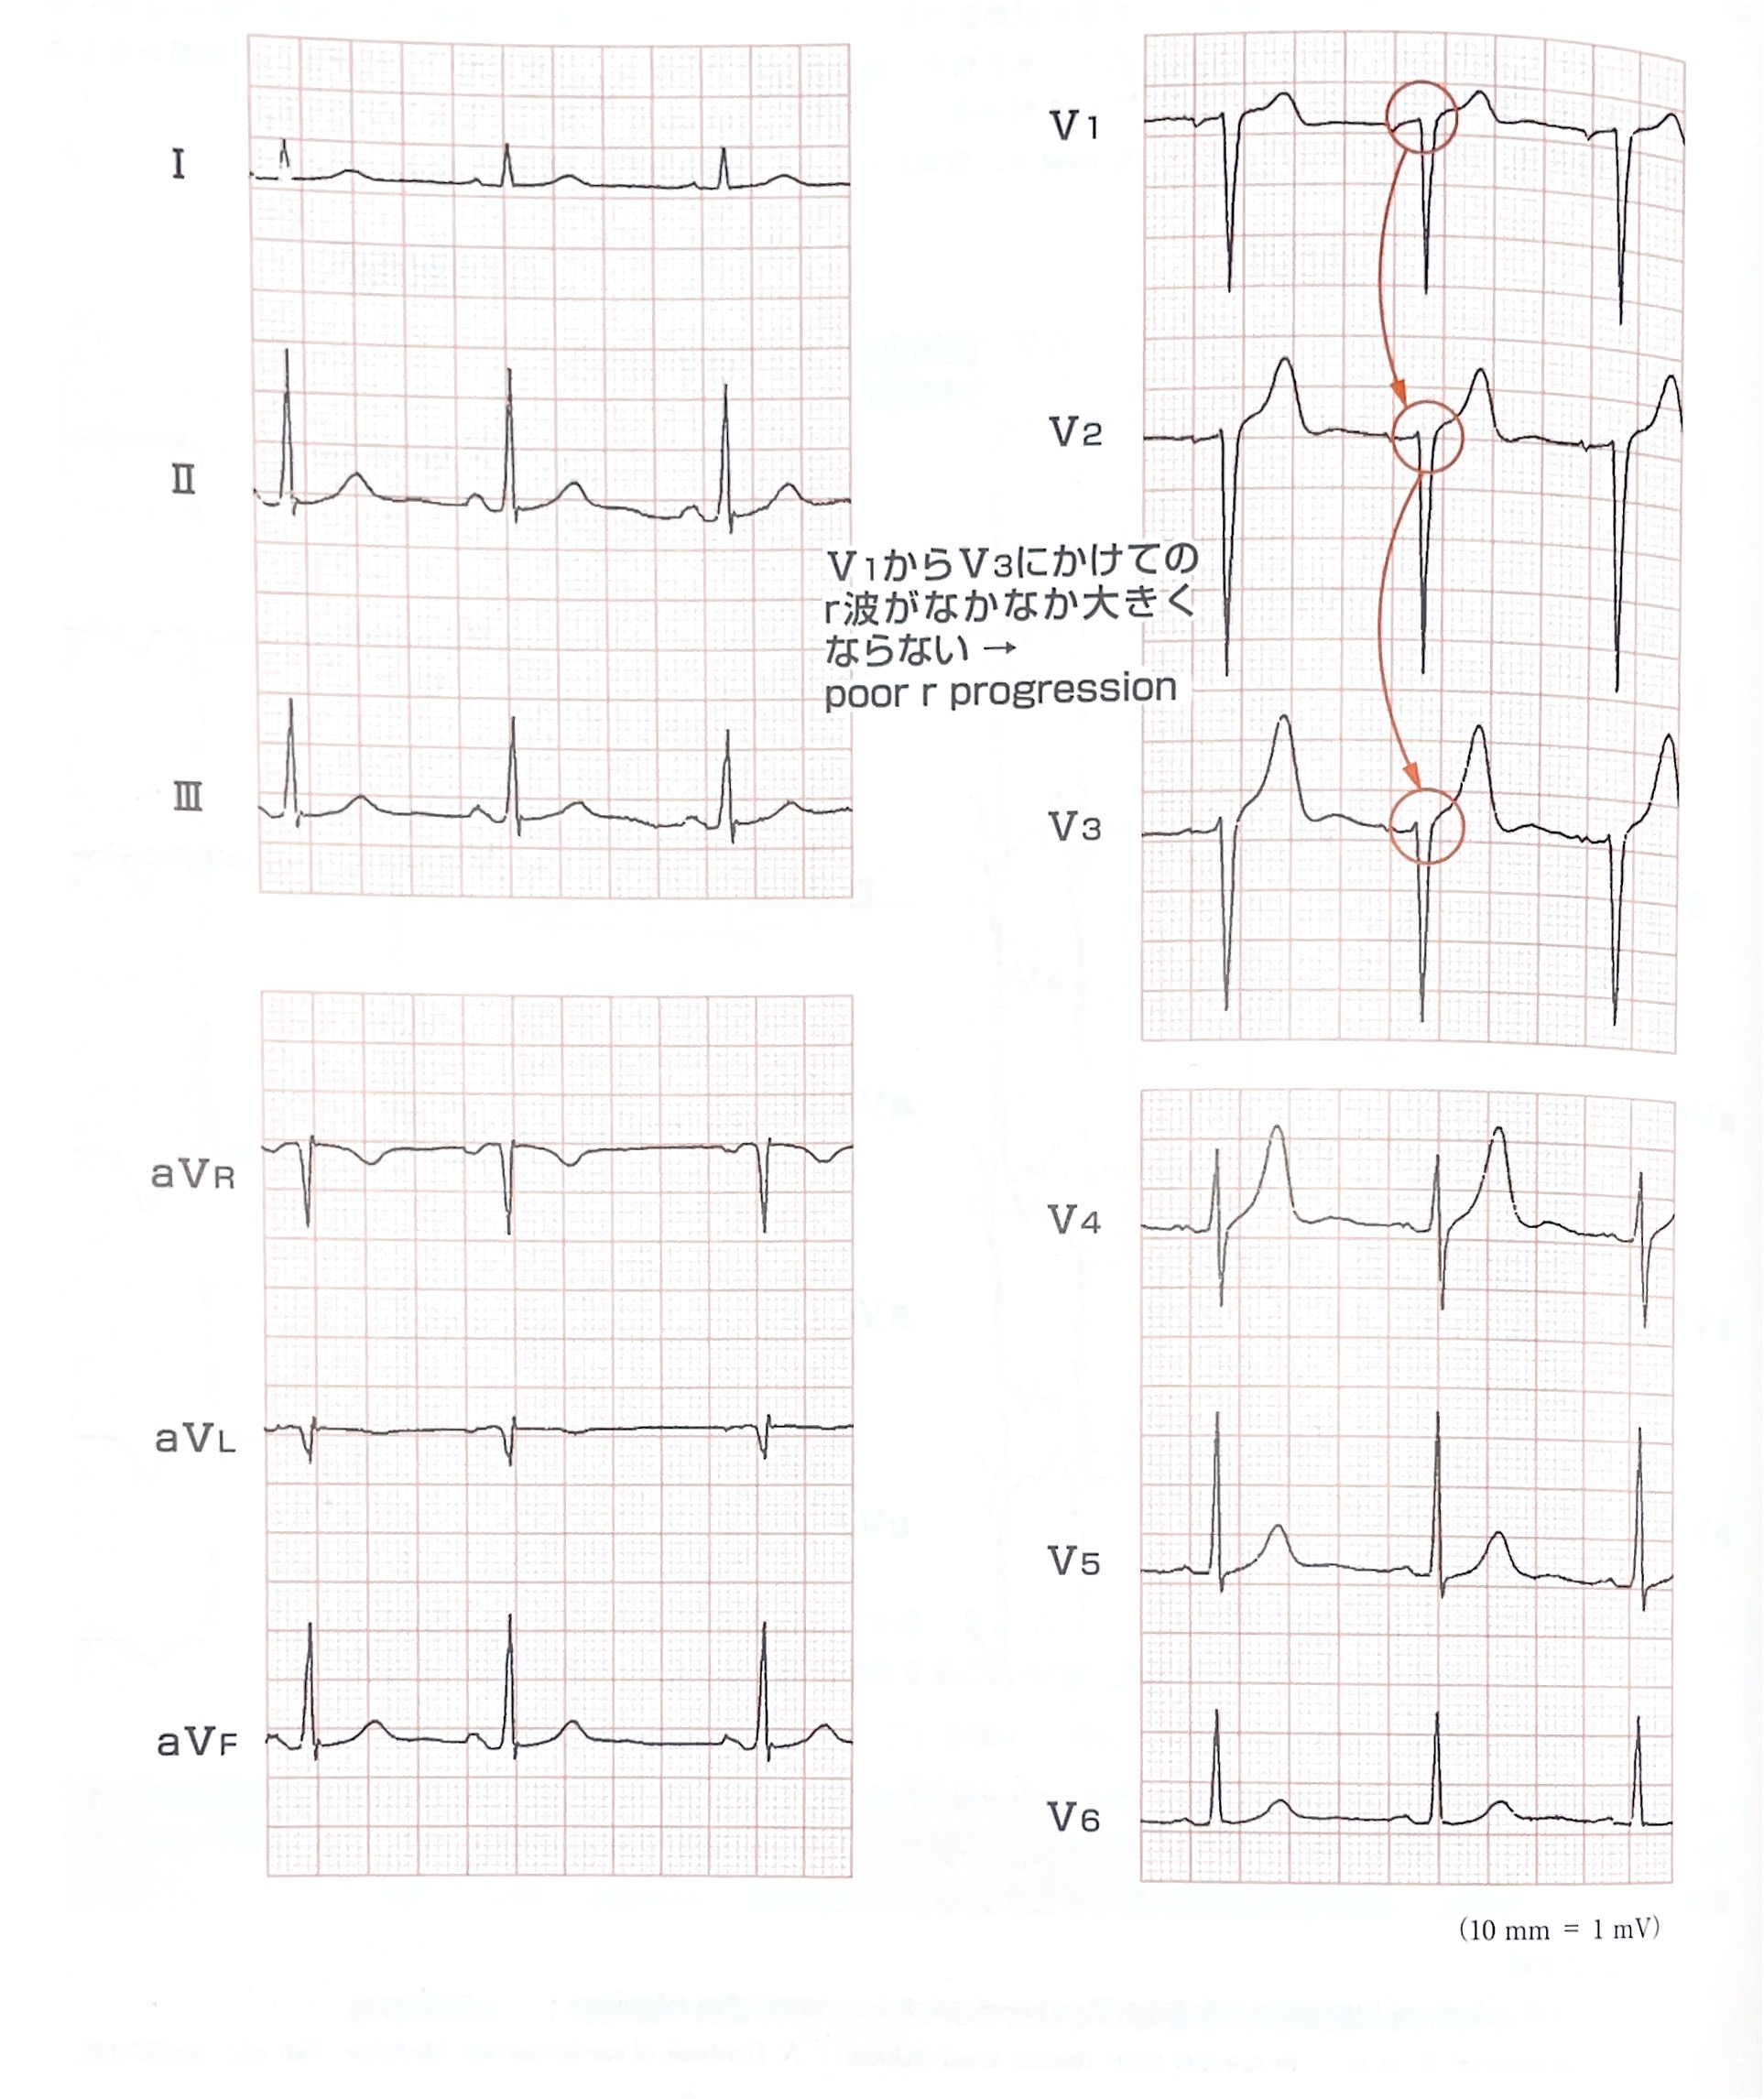 I
II
III
aVR
aVL
aVF
V1からV3にかけての
r波がなかなか大きく
ならない →
poor r progression
V1
V2
V3
V4
V5
V6
(10 mm = 1 mV)